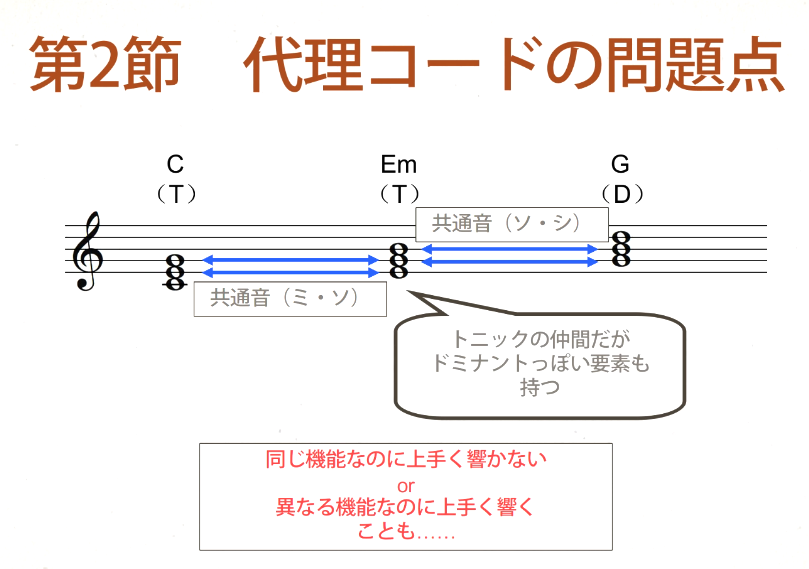 第2節　代理コードの問題点
C Em G
（T） （T） （D）
共通音（ソ・シ）
共通音（ミ・ソ）
トニックの仲間だが
ドミナントっぽい要素も
持つ
同じ機能なのに上手く響かない
or
異なる機能なのに上手く響く
ことも……